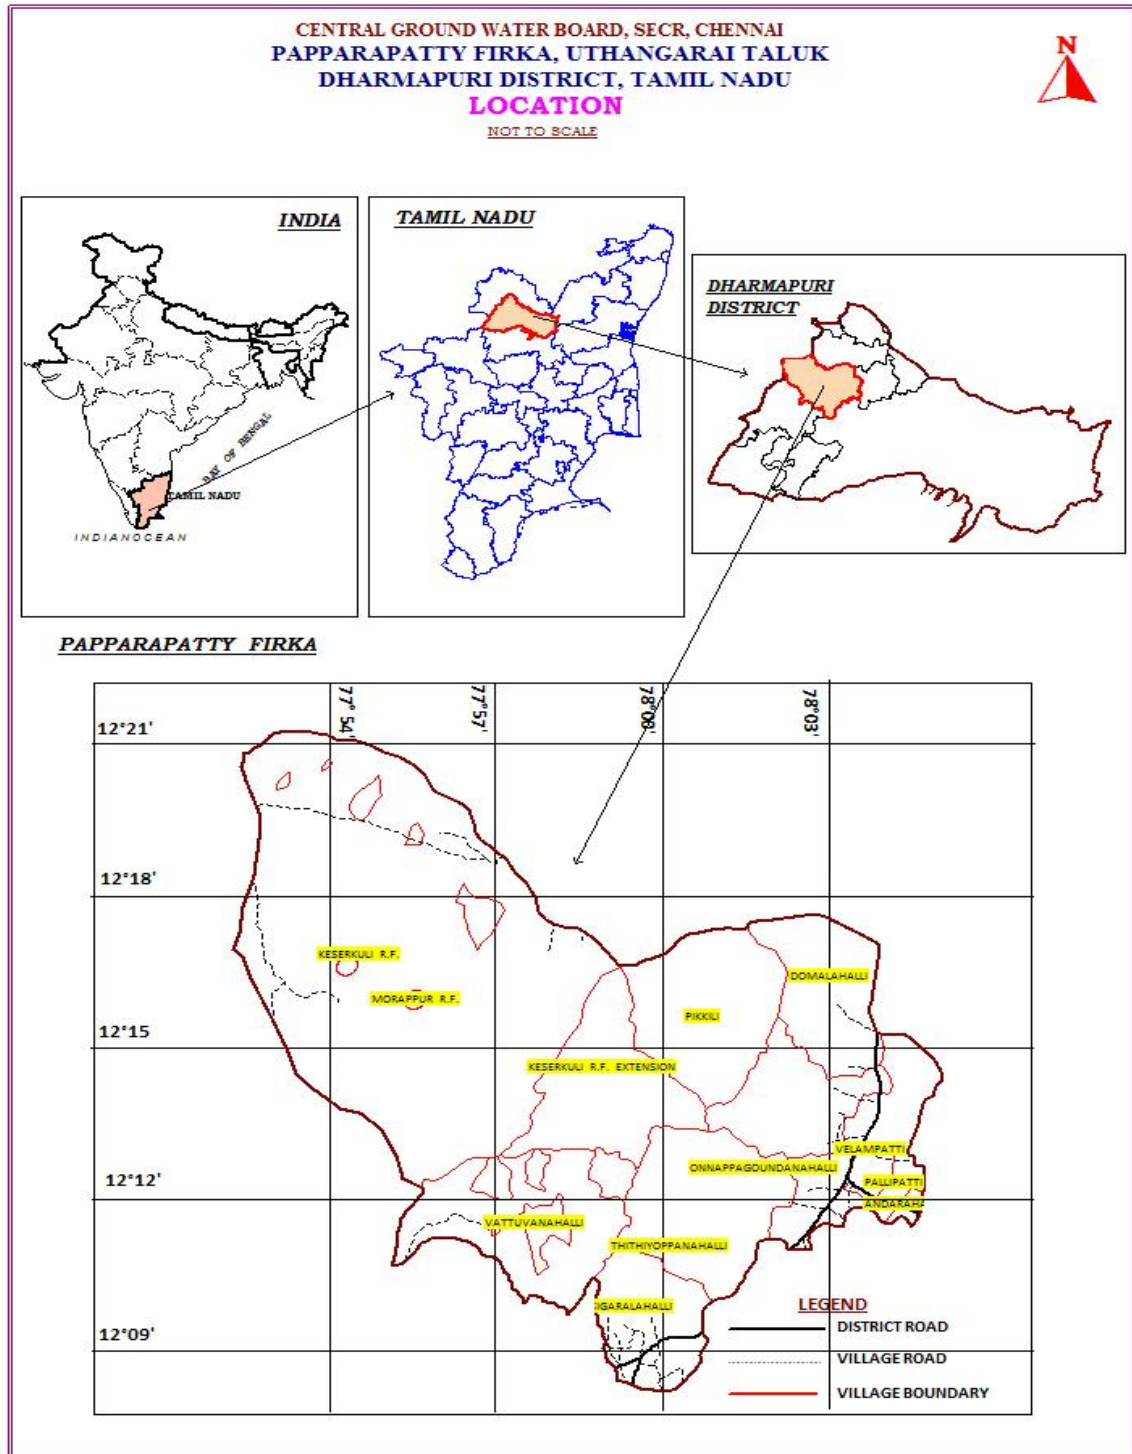 CENTRAL GROUND WATER BOARD, SECR, CHENNAI
PAPPARAPATTY FIRKA, UTHANGARAI TALUK
DHARMAPURI DISTRICT, TAMIL NADU
LOCATION
NOT TO SCALE
N
INDIA
BAY OF BENGAL
TAMIL NADU
INDIANOCEAN
TAMIL NADU
DHARMAPURI
DISTRICT
PAPPARAPATTY FIRKA
77° 54'
77°57'
78°00'
78°03'
12°21'
12°18'
12°15
12°12'
12°09'
KESERKULI R.F.
MORAPPUR R.F.
DOMALAHALLI
PIKKILI
KESERKULI R.F. EXTENSION
VELAMPATTI
ONNAPPAGOUNDANAHALLI
PALLIPATTI
ANDARAHA
VATTUVANAHALLI
THITHIYOPPANAHALLI
IGARALAHALLI
LEGEND
DISTRICT ROAD
VILLAGE ROAD
VILLAGE BOUNDARY